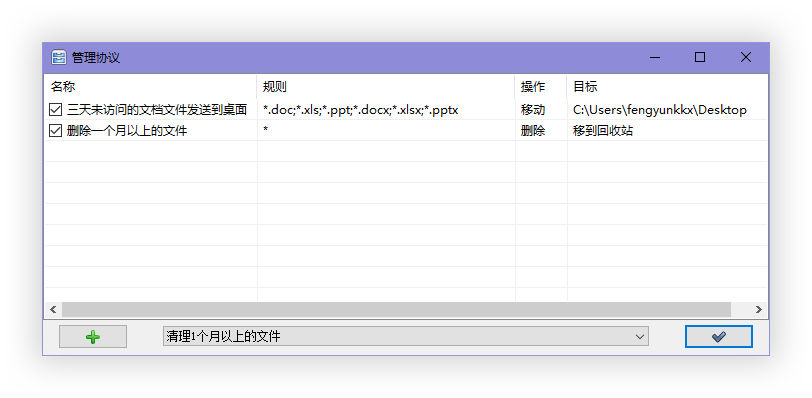 管理协议
名称 规则 操作 目标
三天未访问的文档文件发送到桌面 *.doc;*.xls;*.ppt;*.docx;*.xlsx;*.pptx 移动 C:\Users\fengyunkkx\Desktop
删除一个月以上的文件 * 删除 移到回收站
清理1个月以上的文件